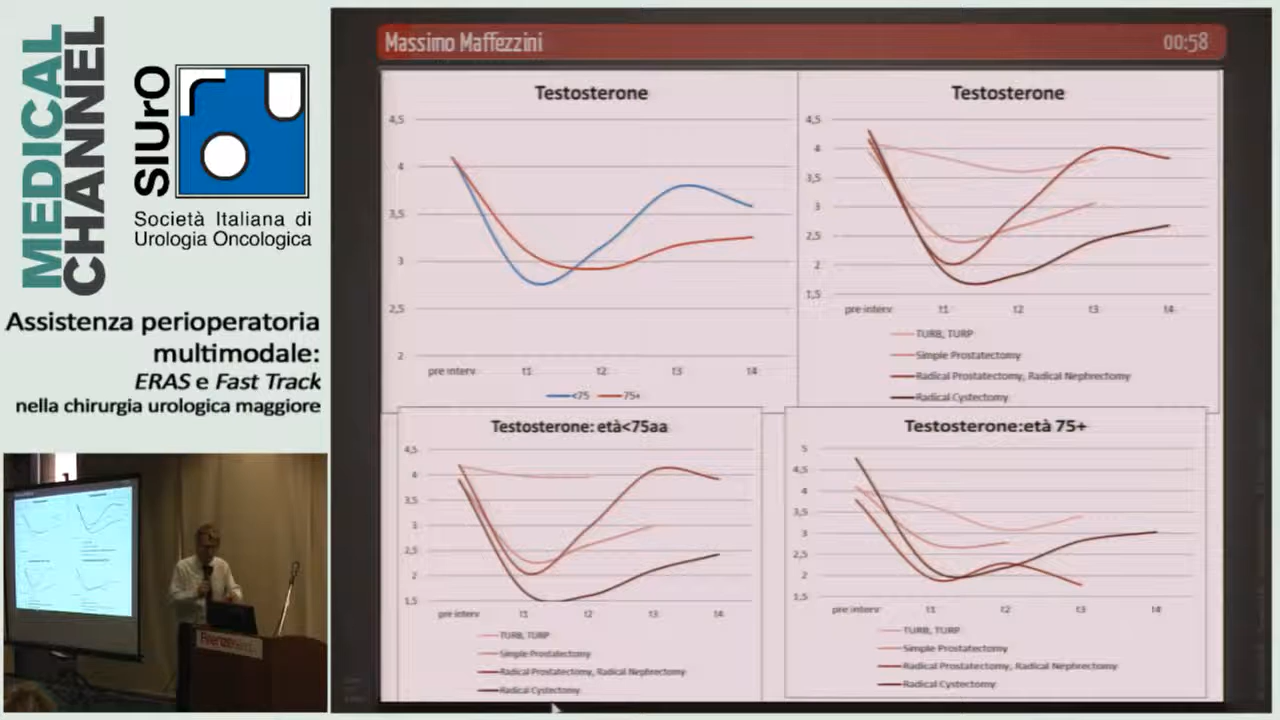 MEDICAL
CHANNEL
SIUrO
Società Italiana di
Urologia Oncologica
Assistenza perioperatoria
multimodale:
ERAS e Fast Track
nella chirurgia urologica maggiore
Massimo Maffezzini
00:58
Testosterone
4,5
4
3,5
3
2,5
2
pre interv
t1
t2
t3
t4
<75
75+
Testosterone
4,5
4
3,5
3
2,5
2
1,5
pre interv
t1
t2
t3
t4
TURB, TURP
Simple Prostatectomy
Radical Prostatectomy, Radical Nephrectomy
Radical Cystectomy
Testosterone: età<75aa
4,5
4
3,5
3
2,5
2
1,5
pre interv
t1
t2
t3
t4
TURB, TURP
Simple Prostatectomy
Radical Prostatectomy, Radical Nephrectomy
Radical Cystectomy
Testosterone:età 75+
5
4,5
4
3,5
3
2,5
2
1,5
pre interv
t1
t2
t3
t4
TURB, TURP
Simple Prostatectomy
Radical Prostatectomy, Radical Nephrectomy
Radical Cystectomy